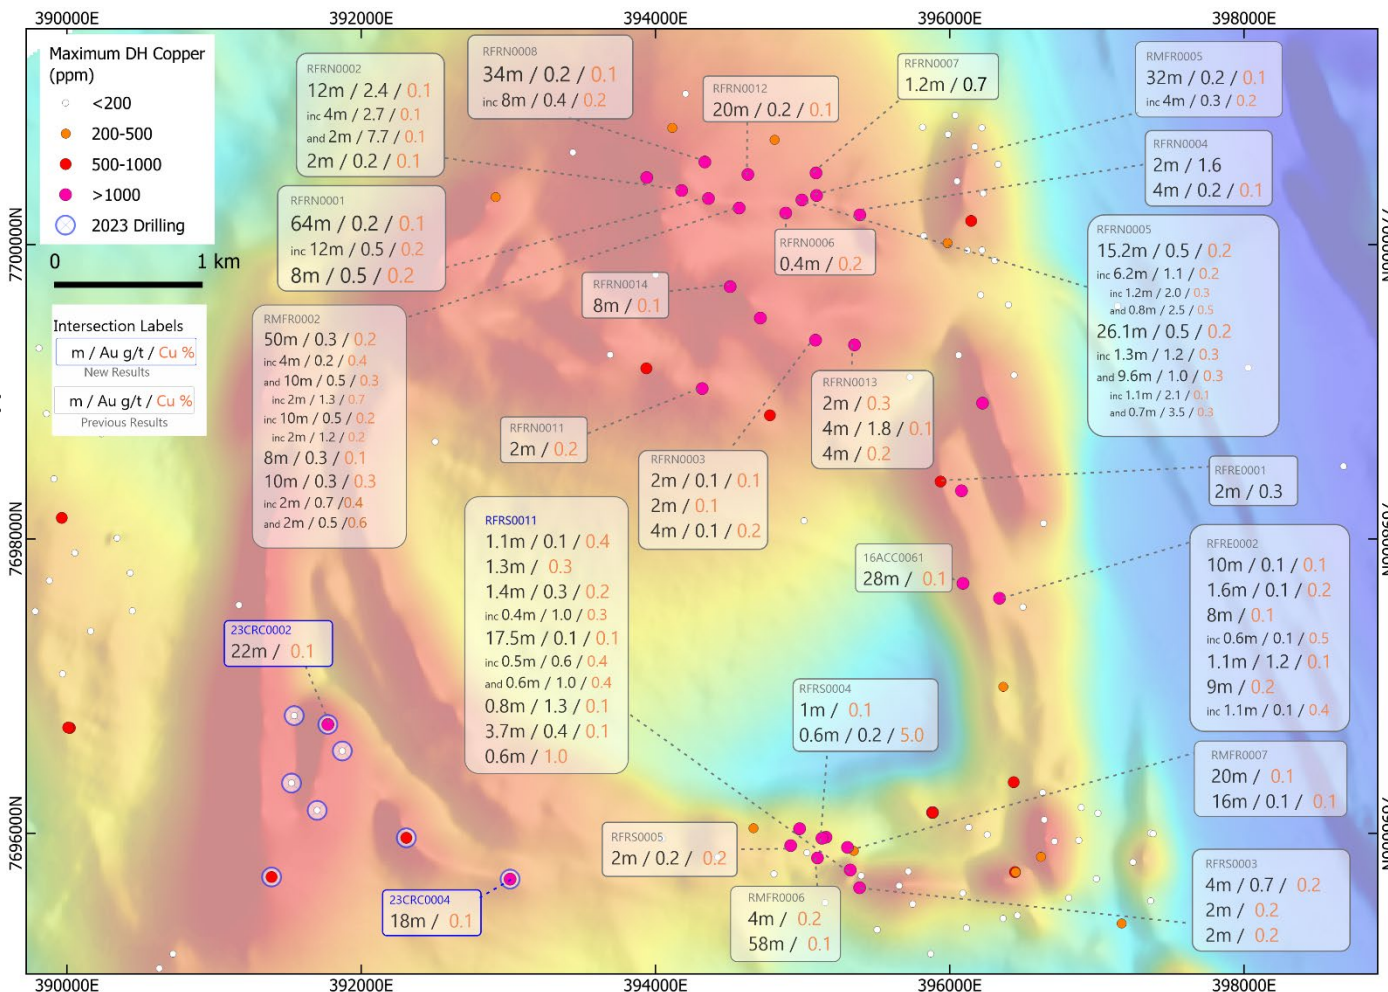 390000E
392000E
394000E
396000E
398000E
Maximum DH Copper
(ppm)
<200
200-500
500-1000
>1000
2023 Drilling
0
1 km
Intersection Labels
m / Au g/t / Cu %
New Results
m / Au g/t / Cu %
Previous Results
RFRN0002
12m / 2.4 / 0.1
inc 4m / 2.7 / 0.1
and 2m / 7.7 / 0.1
2m / 0.2 / 0.1
RFRN0008
34m / 0.2 / 0.1
inc 8m / 0.4 / 0.2
RFRN0012
20m / 0.2 / 0.1
RFRN0007
1.2m / 0.7
RMFR0005
32m / 0.2 / 0.1
inc 4m / 0.3 / 0.2
RFRN0004
2m / 1.6
4m / 0.2 / 0.1
RFRN0001
64m / 0.2 / 0.1
inc 12m / 0.5 / 0.2
8m / 0.5 / 0.2
RFRN0006
0.4m / 0.2
RFRN0005
15.2m / 0.5 / 0.2
inc 6.2m / 1.1 / 0.2
inc 1.2m / 2.0 / 0.3
and 0.8m / 2.5 / 0.5
26.1m / 0.5 / 0.2
inc 1.3m / 1.2 / 0.3
and 9.6m / 1.0 / 0.3
inc 1.1m / 2.1 / 0.1
and 0.7m / 3.5 / 0.3
RFRN0014
8m / 0.1
RMFR0002
50m / 0.3 / 0.2
inc 4m / 0.2 / 0.4
and 10m / 0.5 / 0.3
inc 2m / 1.3 / 0.7
inc 10m / 0.5 / 0.2
inc 2m / 1.2 / 0.2
8m / 0.3 / 0.1
10m / 0.3 / 0.3
inc 2m / 0.7 / 0.4
and 2m / 0.5 / 0.6
RFRN0013
2m / 0.3
4m / 1.8 / 0.1
4m / 0.2
RFRN0011
2m / 0.2
RFRN0003
2m / 0.1 / 0.1
2m / 0.1
4m / 0.1 / 0.2
RFRE0001
2m / 0.3
RFRS0011
1.1m / 0.1 / 0.4
1.3m / 0.3
1.4m / 0.3 / 0.2
inc 0.4m / 1.0 / 0.3
17.5m / 0.1 / 0.1
inc 0.5m / 0.6 / 0.4
and 0.6m / 1.0 / 0.4
0.8m / 1.3 / 0.1
3.7m / 0.4 / 0.1
0.6m / 1.0
16ACC0061
28m / 0.1
RFRE0002
10m / 0.1 / 0.1
1.6m / 0.1 / 0.2
8m / 0.1
inc 0.6m / 0.1 / 0.5
1.1m / 1.2 / 0.1
9m / 0.2
inc 1.1m / 0.1 / 0.4
23CRC0002
22m / 0.1
RFRS0004
1m / 0.1
0.6m / 0.2 / 5.0
RMFR0007
20m / 0.1
16m / 0.1 / 0.1
RFRS0005
2m / 0.2 / 0.2
RFRS0003
4m / 0.7 / 0.2
2m / 0.2
2m / 0.2
23CRC0004
18m / 0.1
RMFR0006
4m / 0.2
58m / 0.1
7700000N
7698000N
7696000N
7700000N
7698000N
7696000N
390000E
392000E
394000E
396000E
398000E